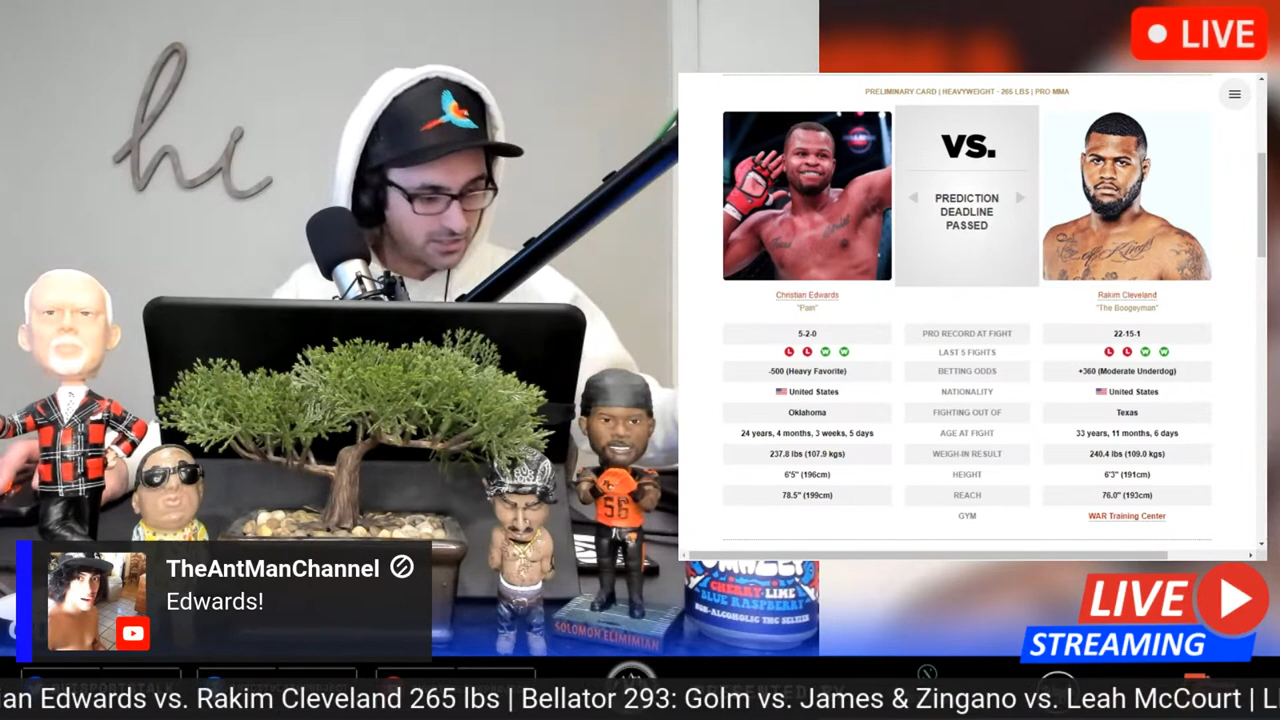 hi
LIVE
PRELIMINARY CARD | HEAVYWEIGHT · 265 LBS | PRO MMA
VS.
PREDICTION
DEADLINE
PASSED
Christian Edwards
"Pain"
Rakim Cleveland
"The Boogeyman"
5-2-0 PRO RECORD AT FIGHT 22-15-1
L L W W LAST 5 FIGHTS L L W W
-500 (Heavy Favorite) BETTING ODDS +360 (Moderate Underdog)
United States NATIONALITY United States
Oklahoma FIGHTING OUT OF Texas
24 years, 4 months, 3 weeks, 5 days AGE AT FIGHT 33 years, 11 months, 6 days
237.8 lbs (107.9 kgs) WEIGH-IN RESULT 240.4 lbs (109.0 kgs)
6'5" (196cm) HEIGHT 6'3" (191cm)
78.5" (199cm) REACH 76.0" (193cm)
GYM WAR Training Center
56
SOLOMON ELIMIMIAN
CHERRY-LIME
BLUE RASPBERRY
NON-ALCOHOLIC THC SELTZER
TheAntManChannel
Edwards!
LIVE
STREAMING
ian Edwards vs. Rakim Cleveland 265 lbs | Bellator 293: Golm vs. James & Zingano vs. Leah McCourt | L